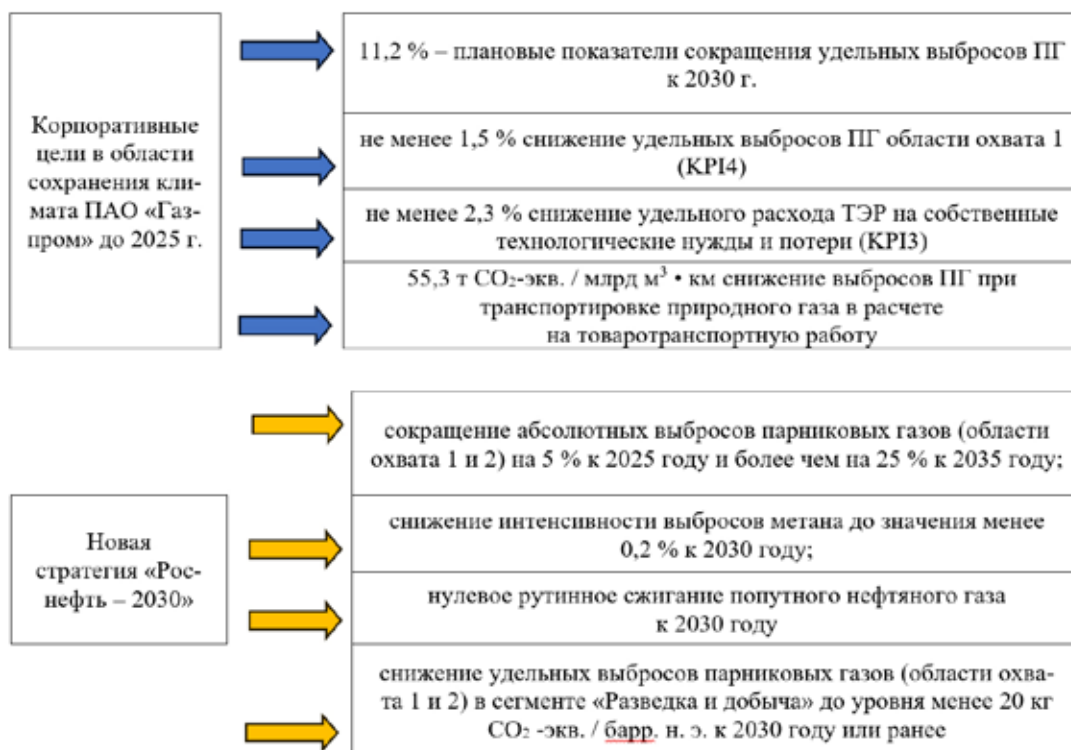 Корпоративные
цели в области
сохранения кли-
мата ПАО «Газ-
пром» до 2025 г.
11,2 % – плановые показатели сокращения удельных выбросов ПГ
к 2030 г.
не менее 1,5 % снижение удельных выбросов ПГ области охвата 1
(KPI4)
не менее 2,3 % снижение удельного расхода ТЭР на собственные
технологические нужды и потери (KPI3)
55,3 т CO₂-экв. / млрд м³ • км снижение выбросов ПГ при
транспортировке природного газа в расчете
на товаротранспортную работу
Новая
стратегия «Рос-
нефть – 2030»
сокращение абсолютных выбросов парниковых газов (области
охвата 1 и 2) на 5 % к 2025 году и более чем на 25 % к 2035 году;
снижение интенсивности выбросов метана до значения менее
0,2 % к 2030 году;
нулевое рутинное сжигание попутного нефтяного газа
к 2030 году
снижение удельных выбросов парниковых газов (области охва-
та 1 и 2) в сегменте «Разведка и добыча» до уровня менее 20 кг
CO₂ -экв. / барр. н. э. к 2030 году или ранее